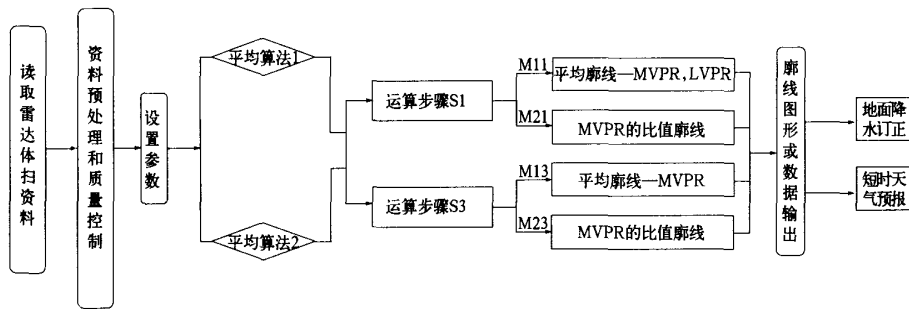 读取雷达体扫资料
资料预处理和质量控制
设置参数
平均算法1
平均算法2
运算步骤S1
运算步骤S3
M11
平均廓线—MVPR,LVPR
M21
MVPR的比值廓线
M13
平均廓线—MVPR
M23
MVPR的比值廓线
廓线图形或数据输出
地面降
水订正
短时天
气预报